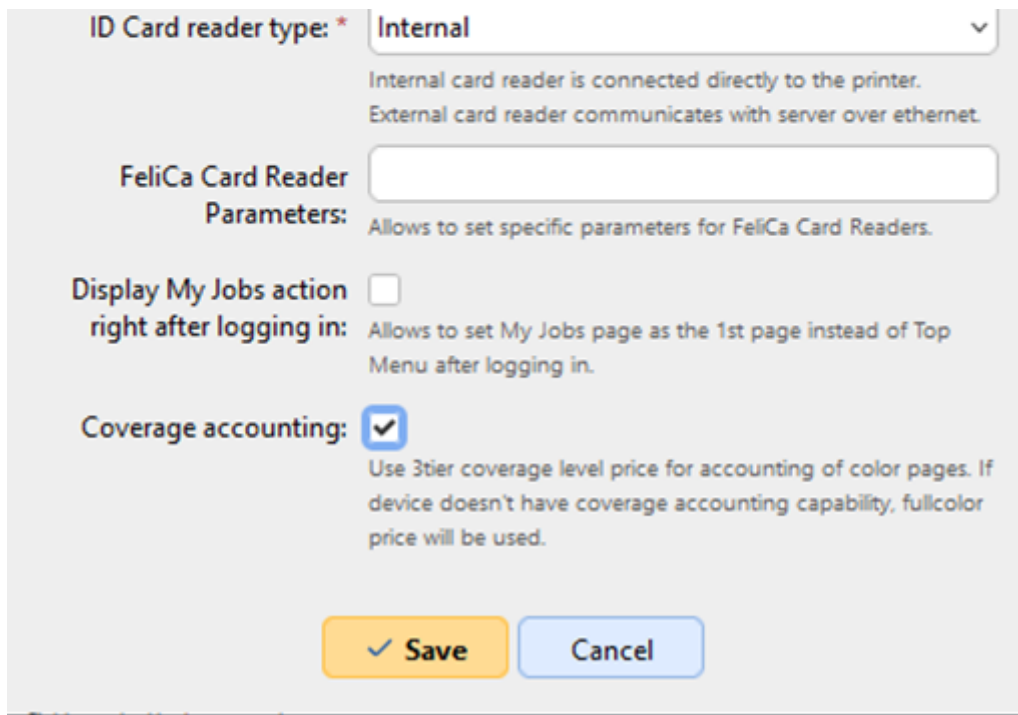 ID Card reader type: *
Internal
Internal card reader is connected directly to the printer.
External card reader communicates with server over ethernet.
FeliCa Card Reader
Parameters:
Allows to set specific parameters for FeliCa Card Readers.
Display My Jobs action
right after logging in:
Allows to set My Jobs page as the 1st page instead of Top
Menu after logging in.
Coverage accounting:
Use 3tier coverage level price for accounting of color pages. If
device doesn't have coverage accounting capability, fullcolor
price will be used.
Save
Cancel